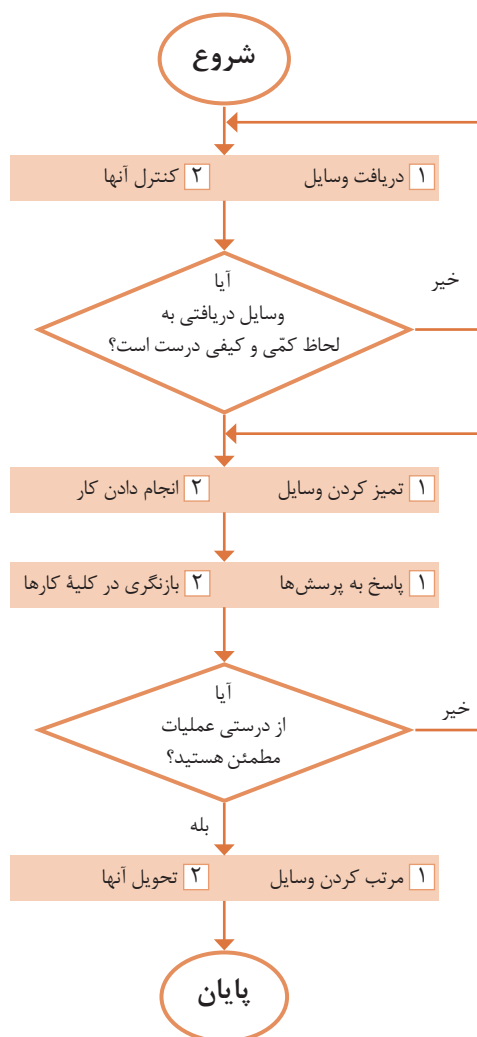 شروع
۱ دریافت وسایل ۲ کنترل آنها
آیا
وسایل دریافتی به
لحاظ کمّی و کیفی درست است؟
خیر
۱ تمیز کردن وسایل ۲ انجام دادن کار
۱ پاسخ به پرسش‌ها ۲ بازنگری در کلیهٔ کارها
آیا
از درستی عملیات
مطمئن هستید؟
خیر
بله
۱ مرتب کردن وسایل ۲ تحویل آنها
پایان